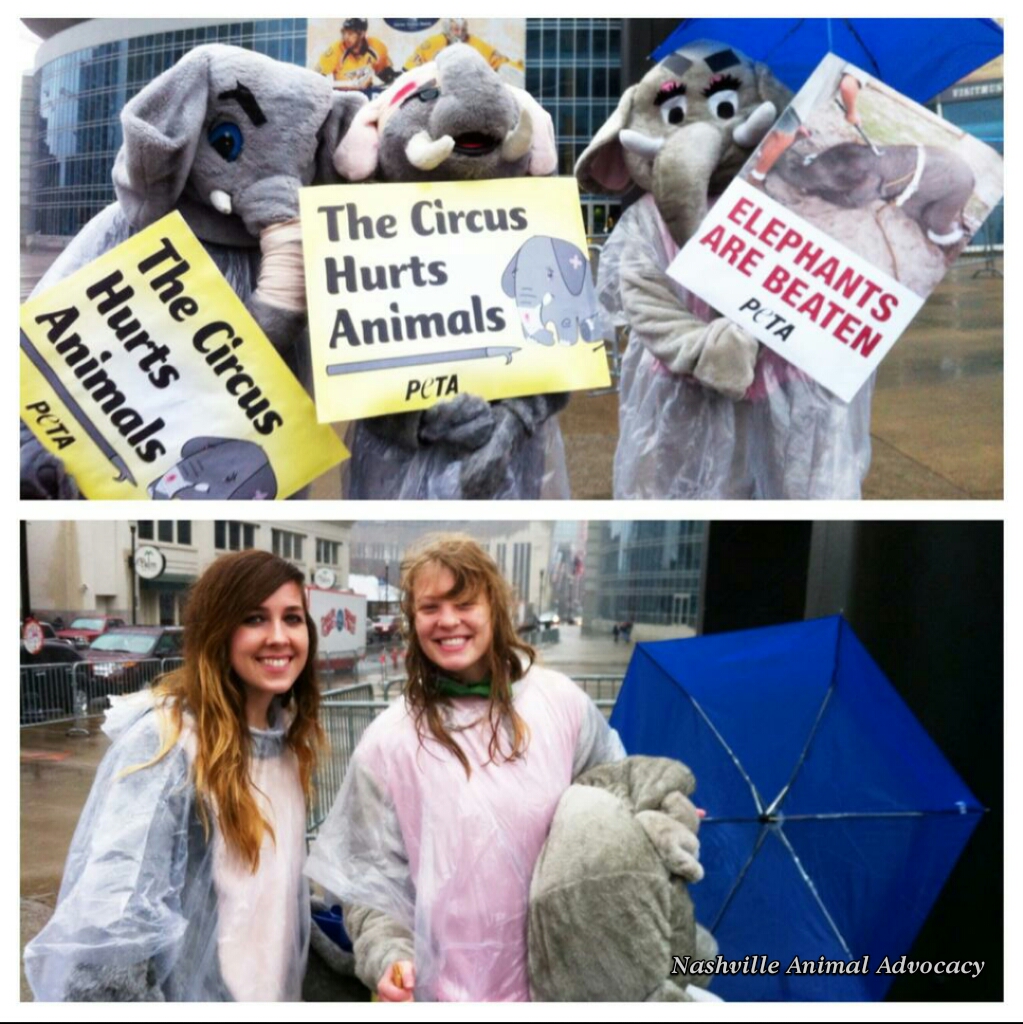 The Circus
Hurts
Animals
PETA
The Circus
Hurts
Animals
PETA
ELEPHANTS
ARE BEATEN
PETA
Nashville Animal Advocacy